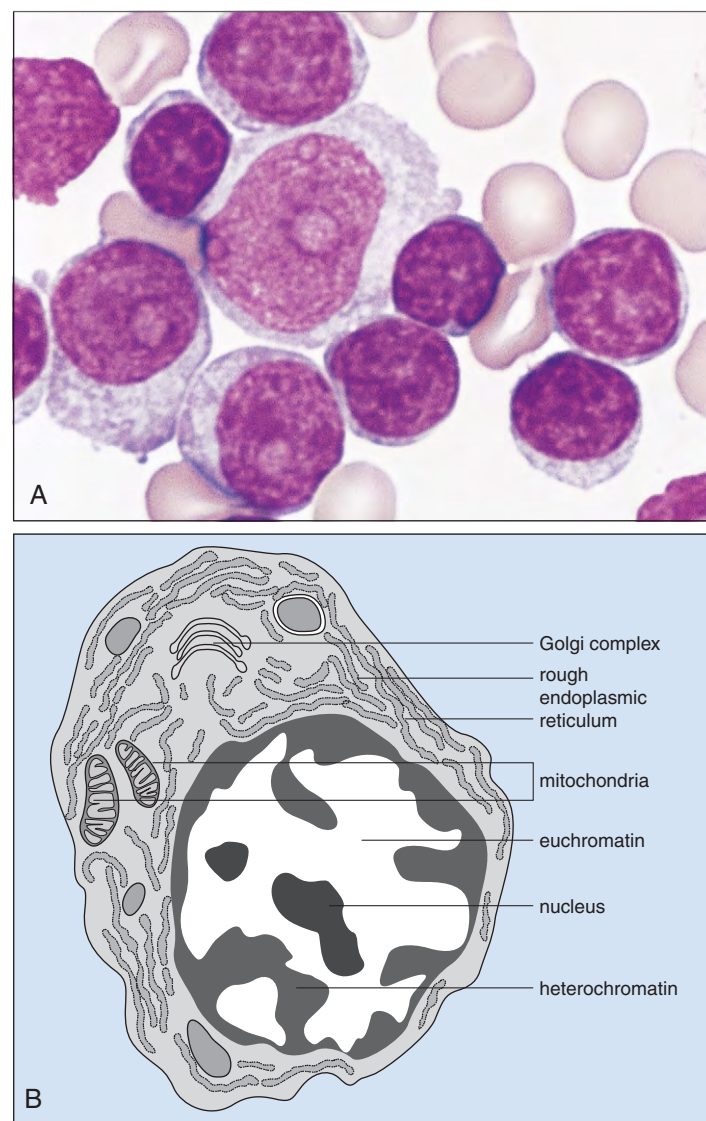 A
Golgi complex
rough
endoplasmic
reticulum
mitochondria
euchromatin
nucleus
heterochromatin
B